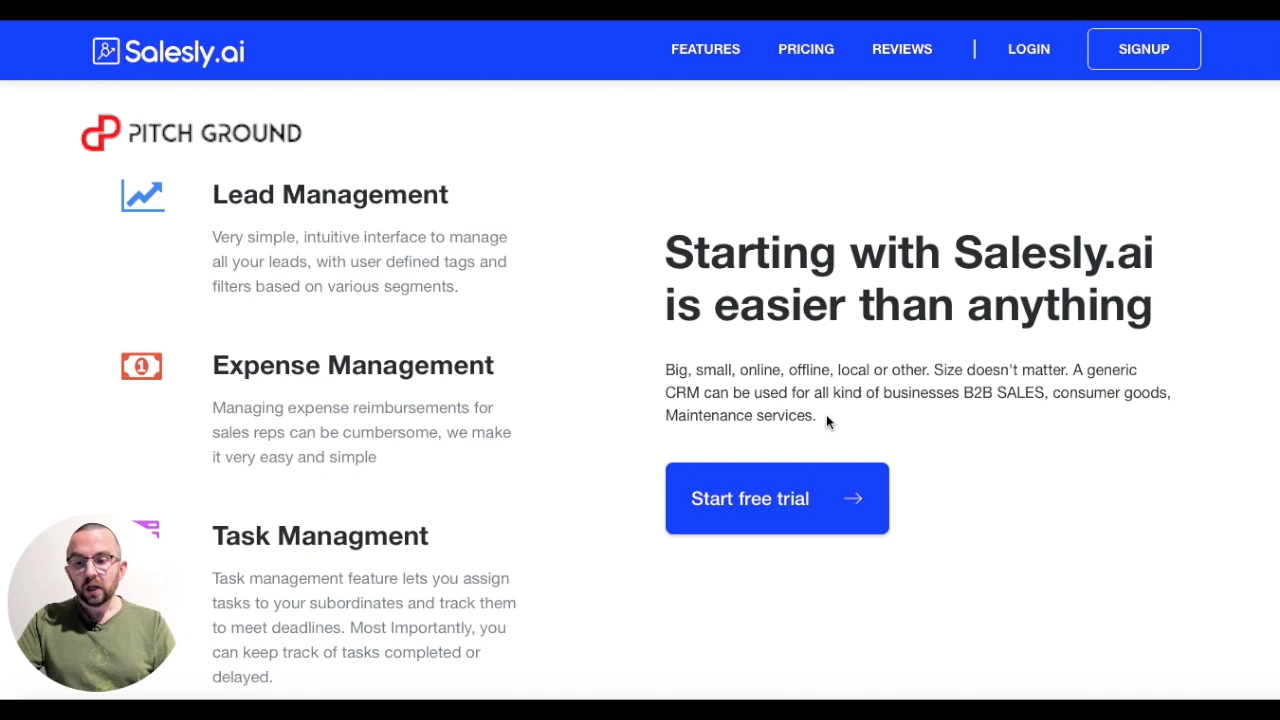 Salesly.ai
FEATURES
PRICING
REVIEWS
LOGIN
SIGNUP
PITCH GROUND
Lead Management
Very simple, intuitive interface to manage
all your leads, with user defined tags and
filters based on various segments.
Expense Management
Managing expense reimbursements for
sales reps can be cumbersome, we make
it very easy and simple
Task Managment
Task management feature lets you assign
tasks to your subordinates and track them
to meet deadlines. Most Importantly, you
can keep track of tasks completed or
delayed.
Starting with Salesly.ai
is easier than anything
Big, small, online, offline, local or other. Size doesn't matter. A generic
CRM can be used for all kind of businesses B2B SALES, consumer goods,
Maintenance services.
Start free trial